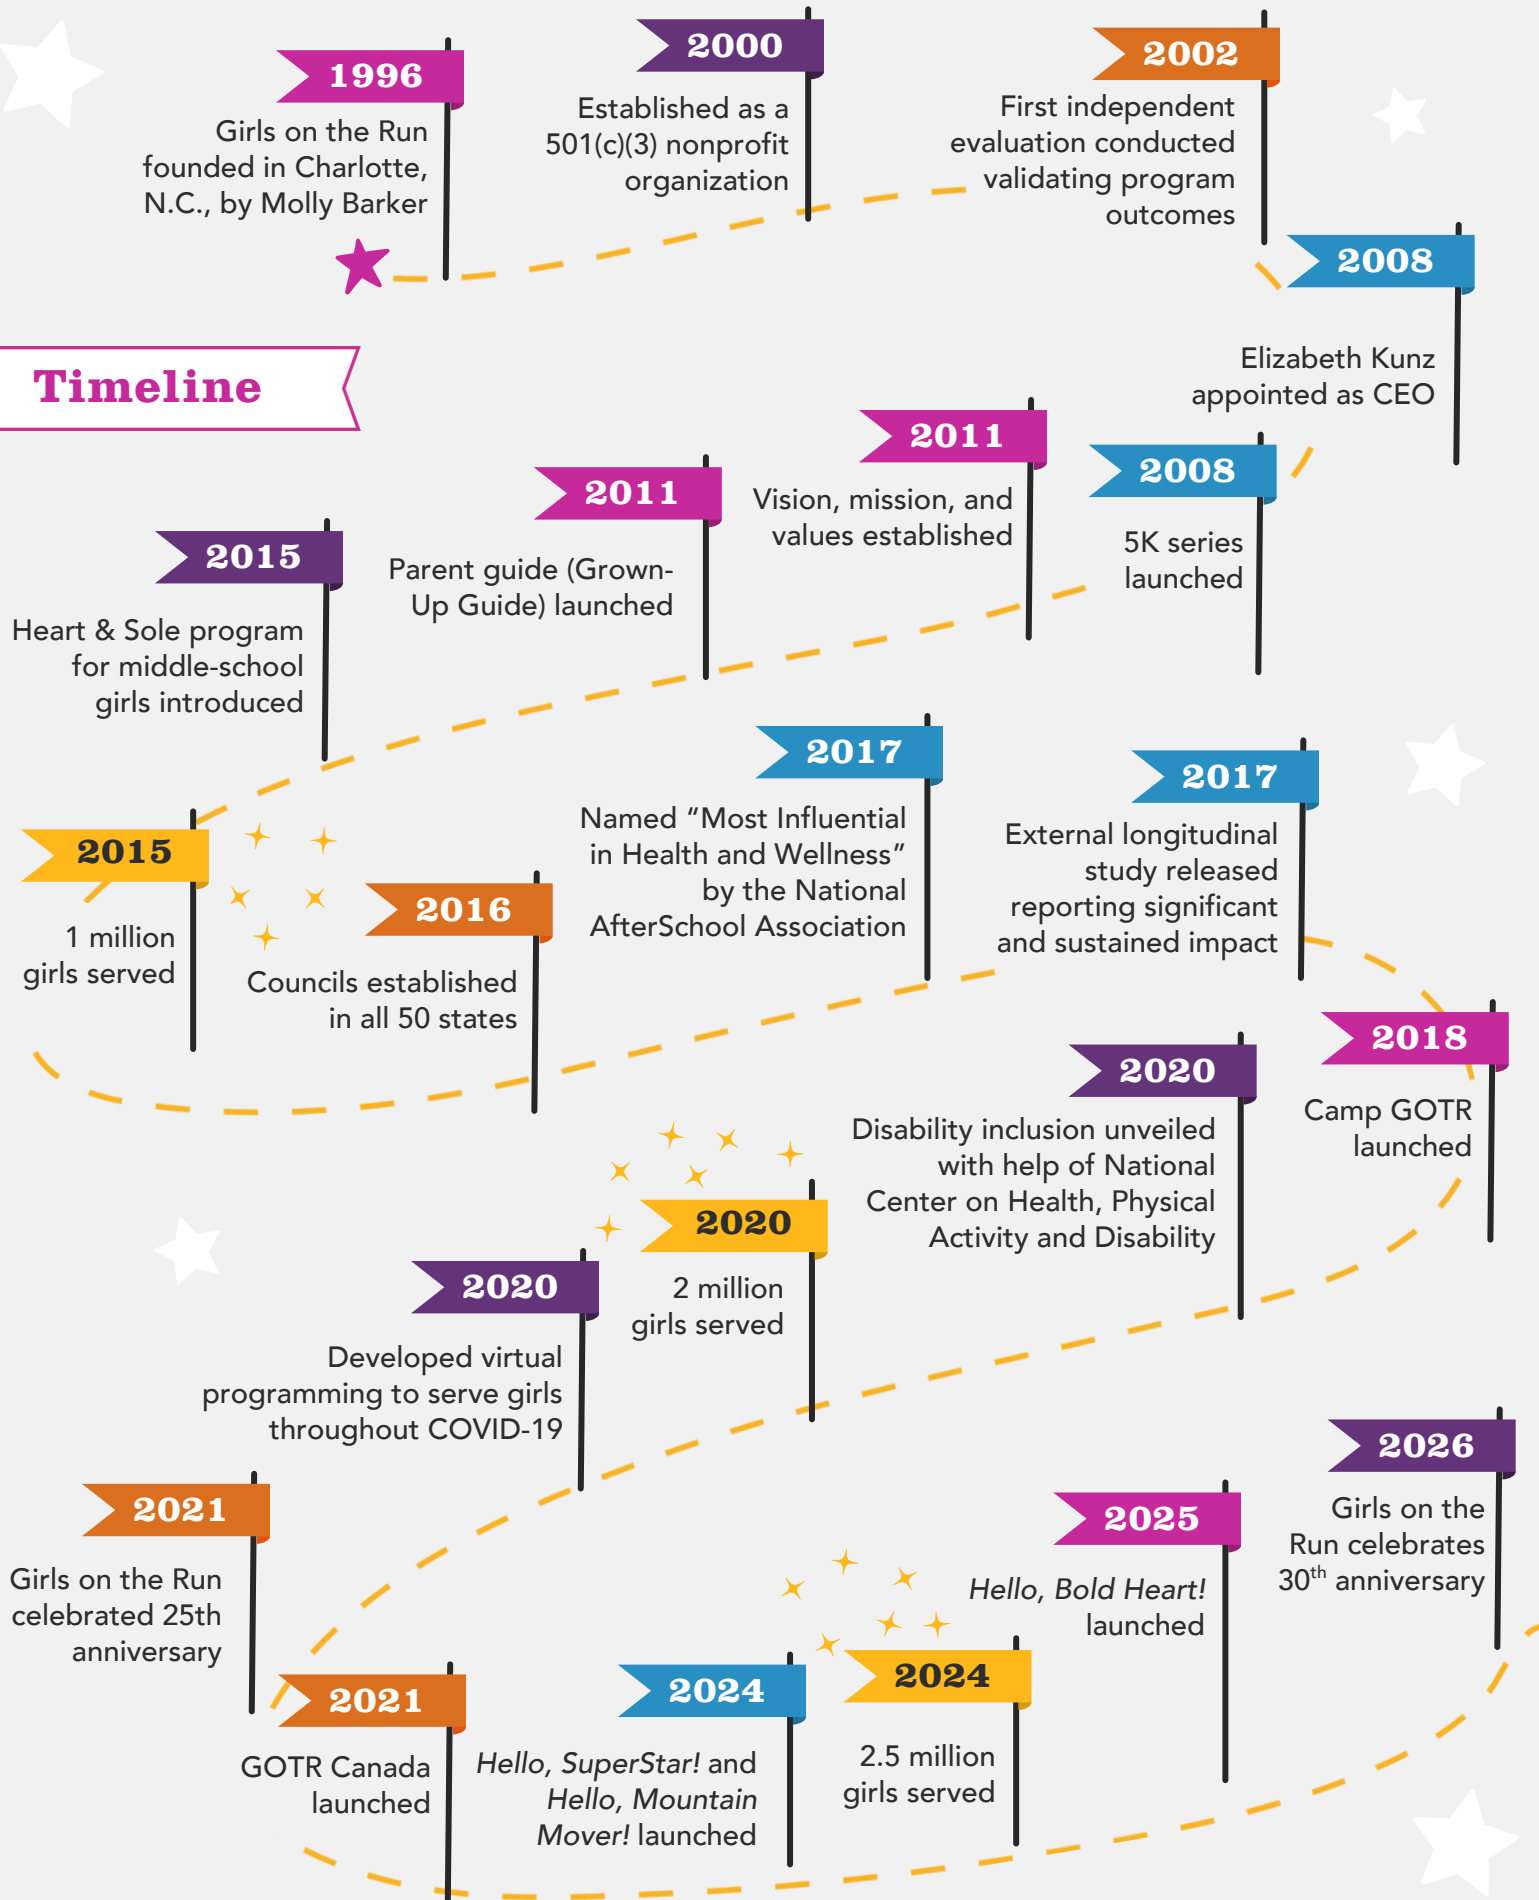 1996
Girls on the Run
founded in Charlotte,
N.C., by Molly Barker
2000
Established as a
501(c)(3) nonprofit
organization
2002
First independent
evaluation conducted
validating program
outcomes
2008
Elizabeth Kunz
appointed as CEO
Timeline
2008
5K series
launched
2011
Vision, mission, and
values established
2011
Parent guide (Grown-
Up Guide) launched
2015
Heart & Sole program
for middle-school
girls introduced
2015
1 million
girls served
2016
Councils established
in all 50 states
2017
Named “Most Influential
in Health and Wellness”
by the National
AfterSchool Association
2017
External longitudinal
study released
reporting significant
and sustained impact
2018
Camp GOTR
launched
2020
Disability inclusion unveiled
with help of National
Center on Health, Physical
Activity and Disability
2020
2 million
girls served
2020
Developed virtual
programming to serve girls
throughout COVID-19
2021
Girls on the Run
celebrated 25th
anniversary
2021
GOTR Canada
launched
2024
Hello, SuperStar! and
Hello, Mountain
Mover! launched
2024
2.5 million
girls served
2025
Hello, Bold Heart!
launched
2026
Girls on the
Run celebrates
30th anniversary